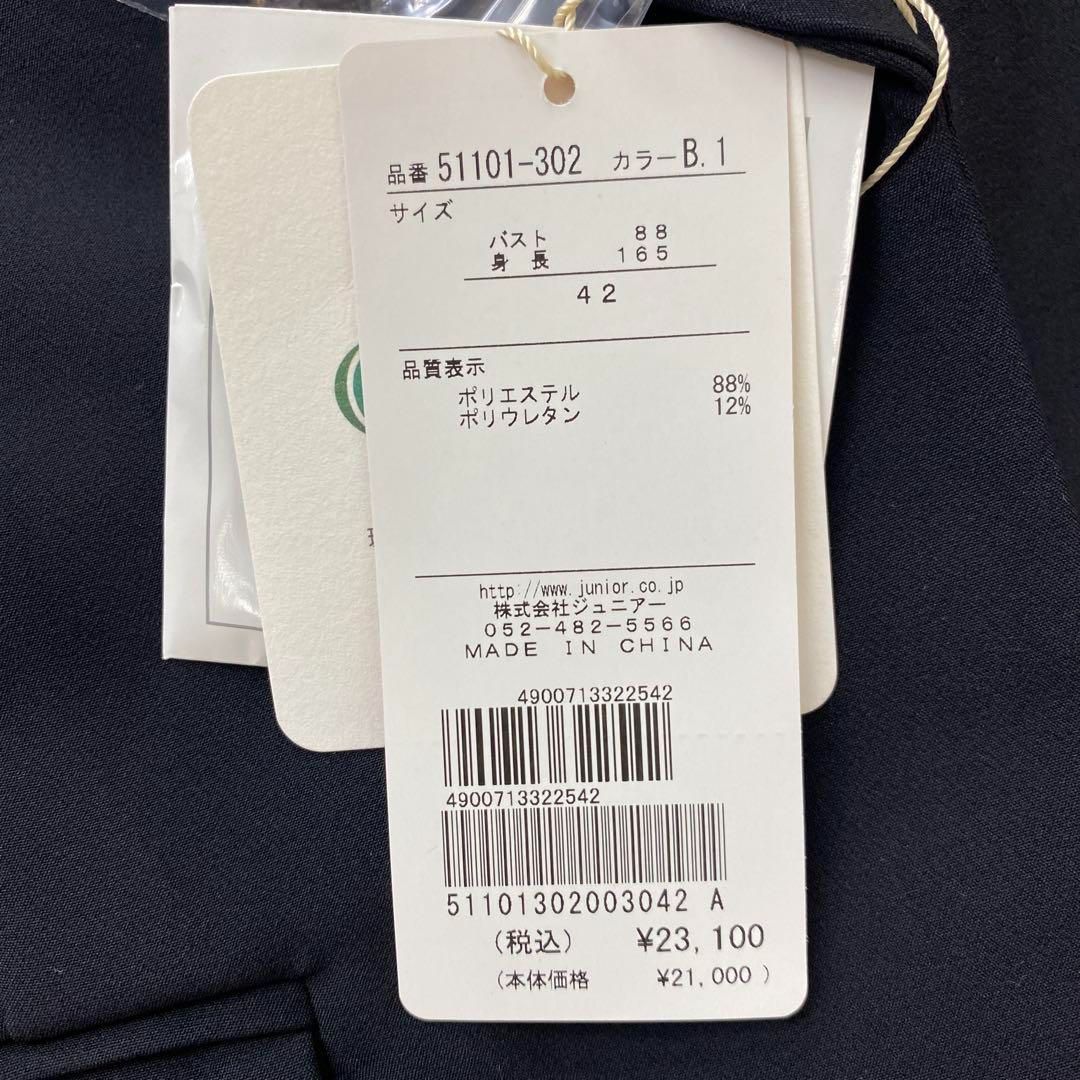 品番 51101-302 カラー B.1
サイズ
バスト 88
身長 165
42
品質表示
ポリエステル 88%
ポリウレタン 12%
http://www.junior.co.jp
株式会社ジュニアー
052-482-5566
MADE IN CHINA
4900713322542
4900713322542
51101302003042 A
(税込) ¥23,100
(本体価格 ¥21,000)